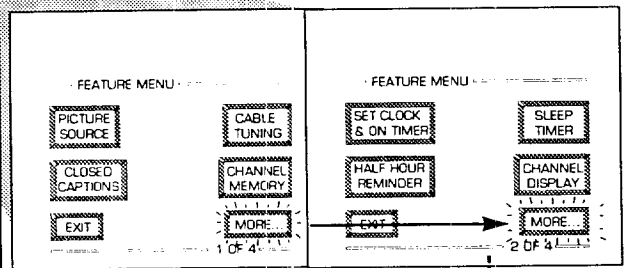 FEATURE MENU
PICTURE SOURCE
CABLE TUNING
CLOSED CAPTIONS
CHANNEL MEMORY
EXIT
MORE...
1 OF 4
FEATURE MENU
SET CLOCK & ON TIMER
SLEEP TIMER
HALF HOUR REMINDER
CHANNEL DISPLAY
EXIT
MORE...
2 OF 4